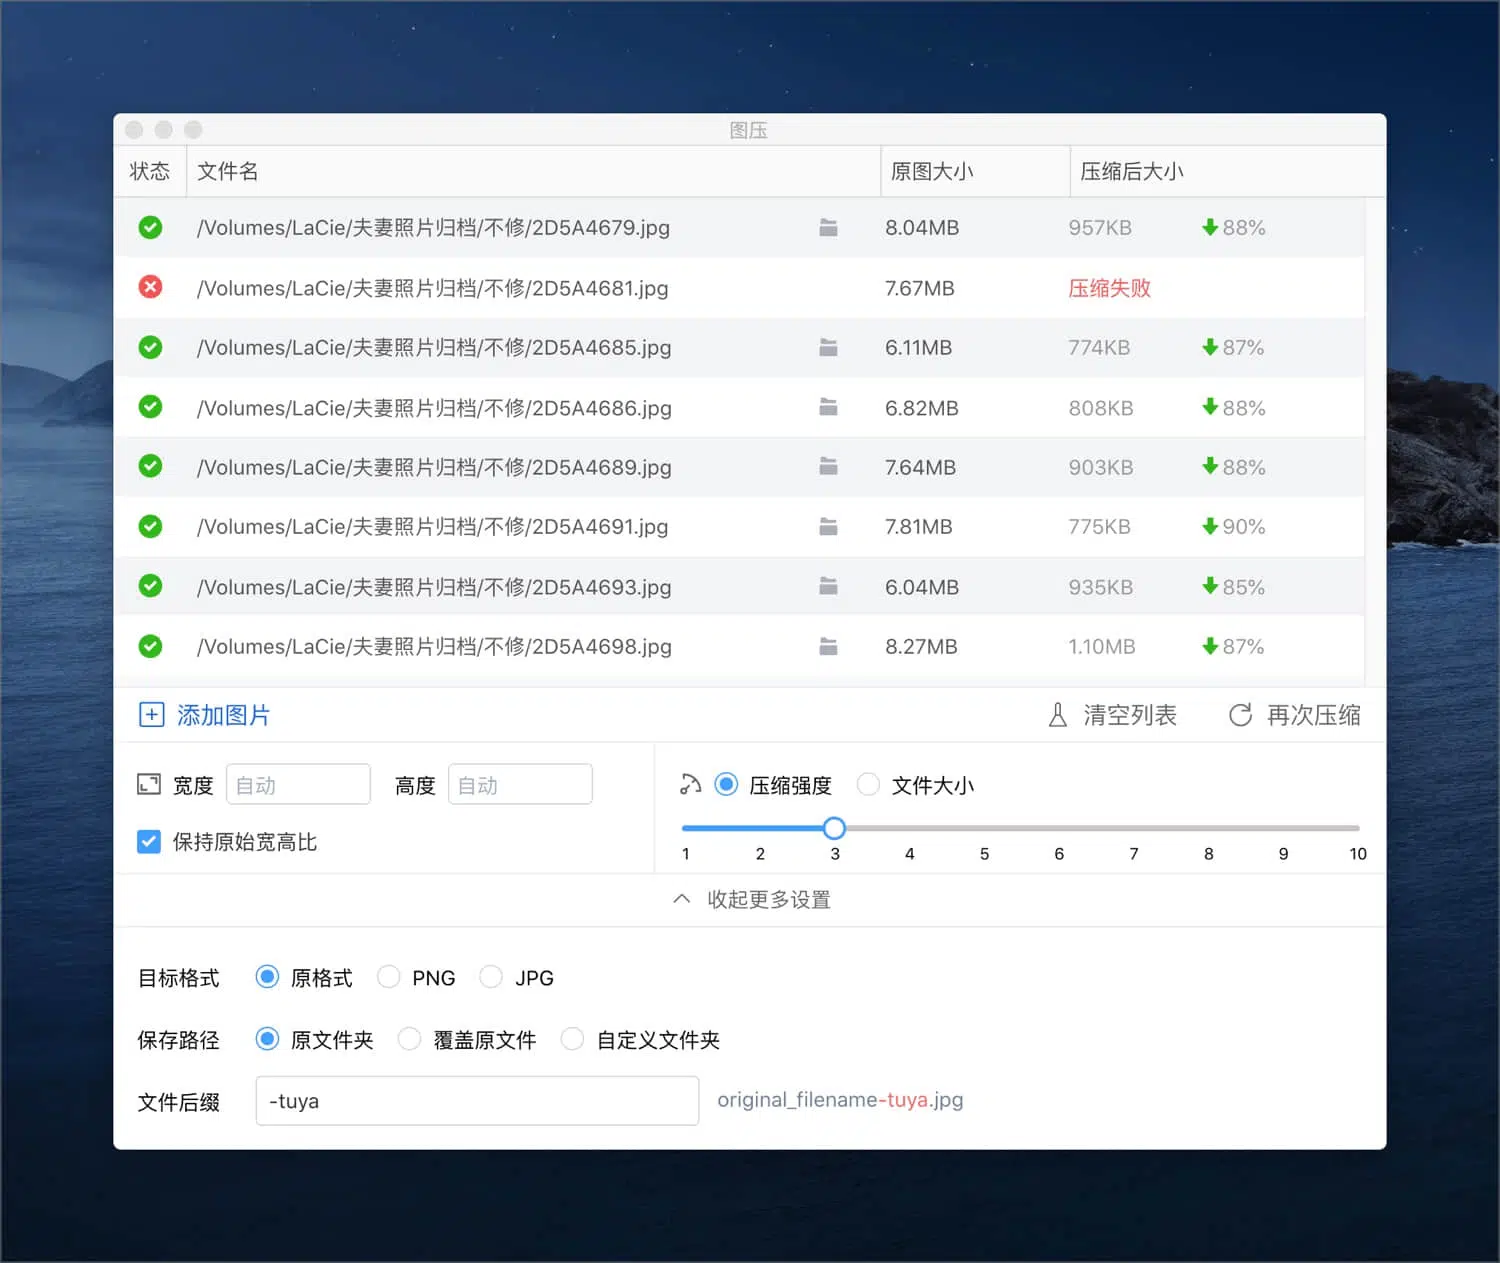 图压
状态 文件名 原图大小 压缩后大小
/Volumes/LaCie/夫妻照片归档/不修/2D5A4679.jpg 8.04MB 957KB 88%
/Volumes/LaCie/夫妻照片归档/不修/2D5A4681.jpg 7.67MB 压缩失败
/Volumes/LaCie/夫妻照片归档/不修/2D5A4685.jpg 6.11MB 774KB 87%
/Volumes/LaCie/夫妻照片归档/不修/2D5A4686.jpg 6.82MB 808KB 88%
/Volumes/LaCie/夫妻照片归档/不修/2D5A4689.jpg 7.64MB 903KB 88%
/Volumes/LaCie/夫妻照片归档/不修/2D5A4691.jpg 7.81MB 775KB 90%
/Volumes/LaCie/夫妻照片归档/不修/2D5A4693.jpg 6.04MB 935KB 85%
/Volumes/LaCie/夫妻照片归档/不修/2D5A4698.jpg 8.27MB 1.10MB 87%
添加图片 清空列表 再次压缩
宽度 自动 高度 自动 压缩强度 文件大小
保持原始宽高比
1 2 3 4 5 6 7 8 9 10
收起更多设置
目标格式 原格式 PNG JPG
保存路径 原文件夹 覆盖原文件 自定义文件夹
文件后缀 -tuya original_filename-tuya.jpg